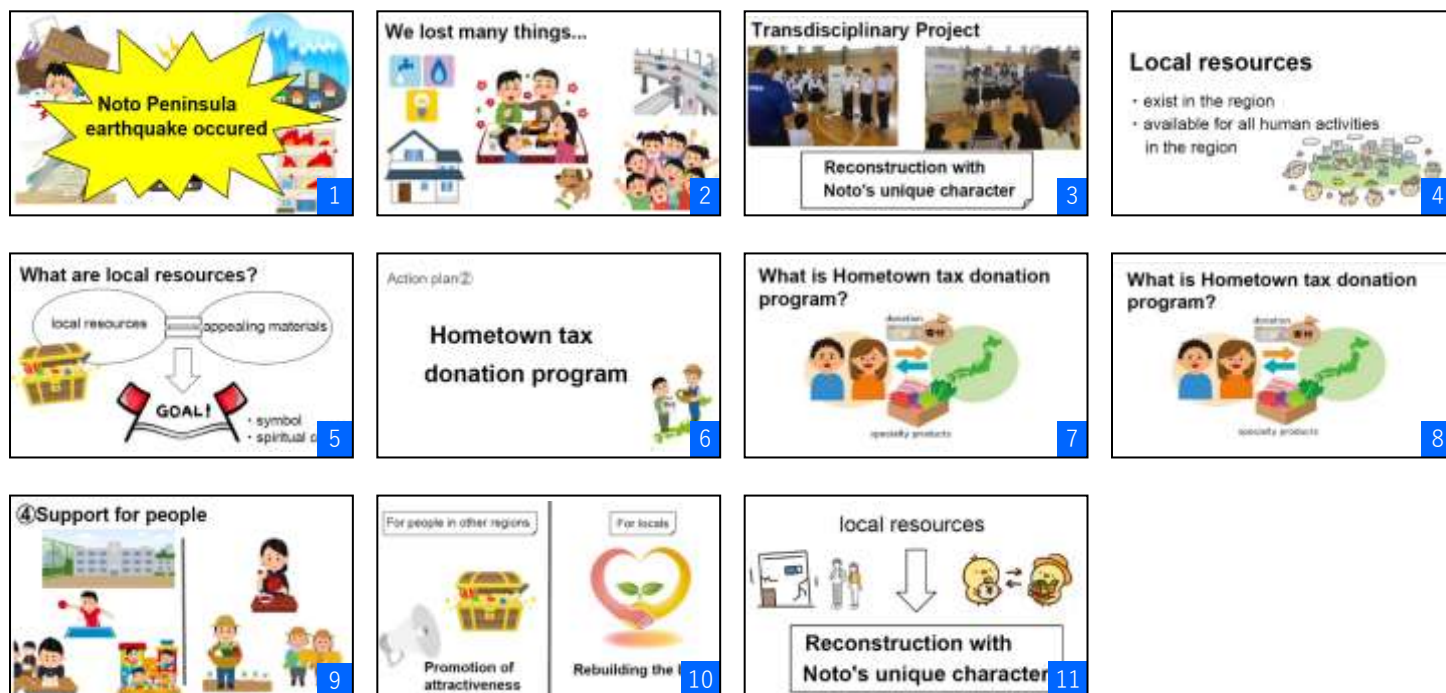 Noto Peninsula
earthquake occured
1
We lost many things...
2
Transdisciplinary Project
Reconstruction with
Noto's unique character
3
Local resources
・exist in the region
・available for all human activities
in the region
4
What are local resources?
local resources
appealing materials
GOAL!
・symbol
・spiritual
5
Action plan②
Hometown tax
donation program
6
What is Hometown tax donation
program?
donation
specialty products
7
What is Hometown tax donation
program?
donation
specialty products
8
④Support for people
9
For people in other regions
For locals
Promotion of
attractiveness
Rebuilding the
10
local resources
Reconstruction with
Noto's unique character
11